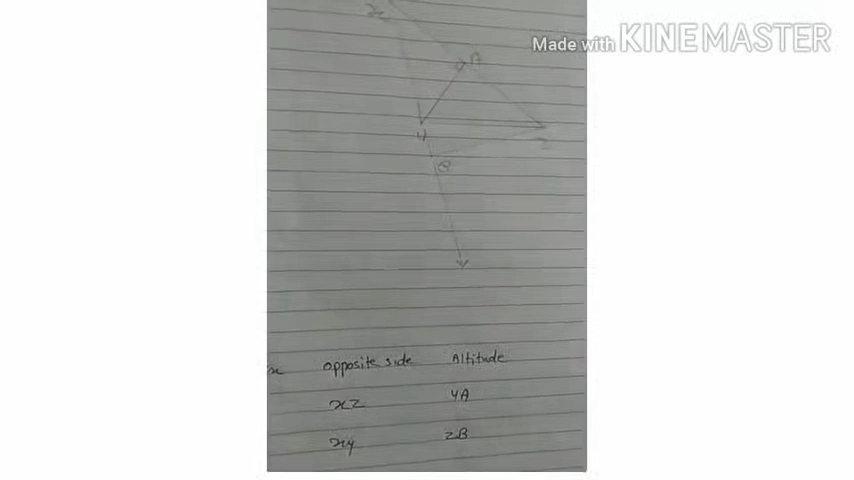 Made with KINEMASTER
x
A
y
z
B
opposite side Altitude
xz YA
xy ZB